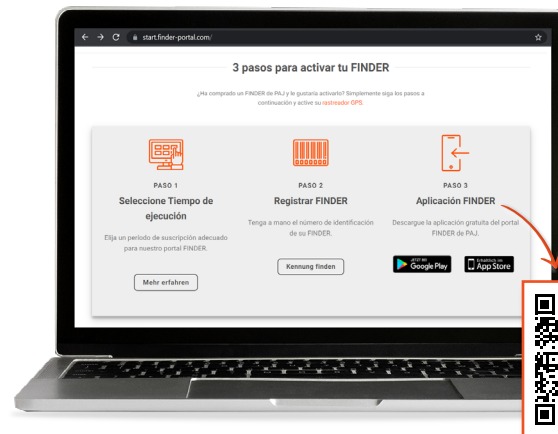 start.finder-portal.com/
3 pasos para activar tu FINDER
¿Ha comprado un FINDER de PAJ y le gustaría activarlo? Simplemente siga los pasos a
continuación y active su rastreador GPS.
PASO 1
Seleccione Tiempo de
ejecución
Elija un período de suscripción adecuado
para nuestro portal FINDER.
Mehr erfahren
PASO 2
Registrar FINDER
Tenga a mano el número de identificación
de su FINDER.
Kennung finden
PASO 3
Aplicación FINDER
Descargue la aplicación gratuita del portal
FINDER de PAJ.
JETZT BEI
Google Play
Erhältlich im
App Store